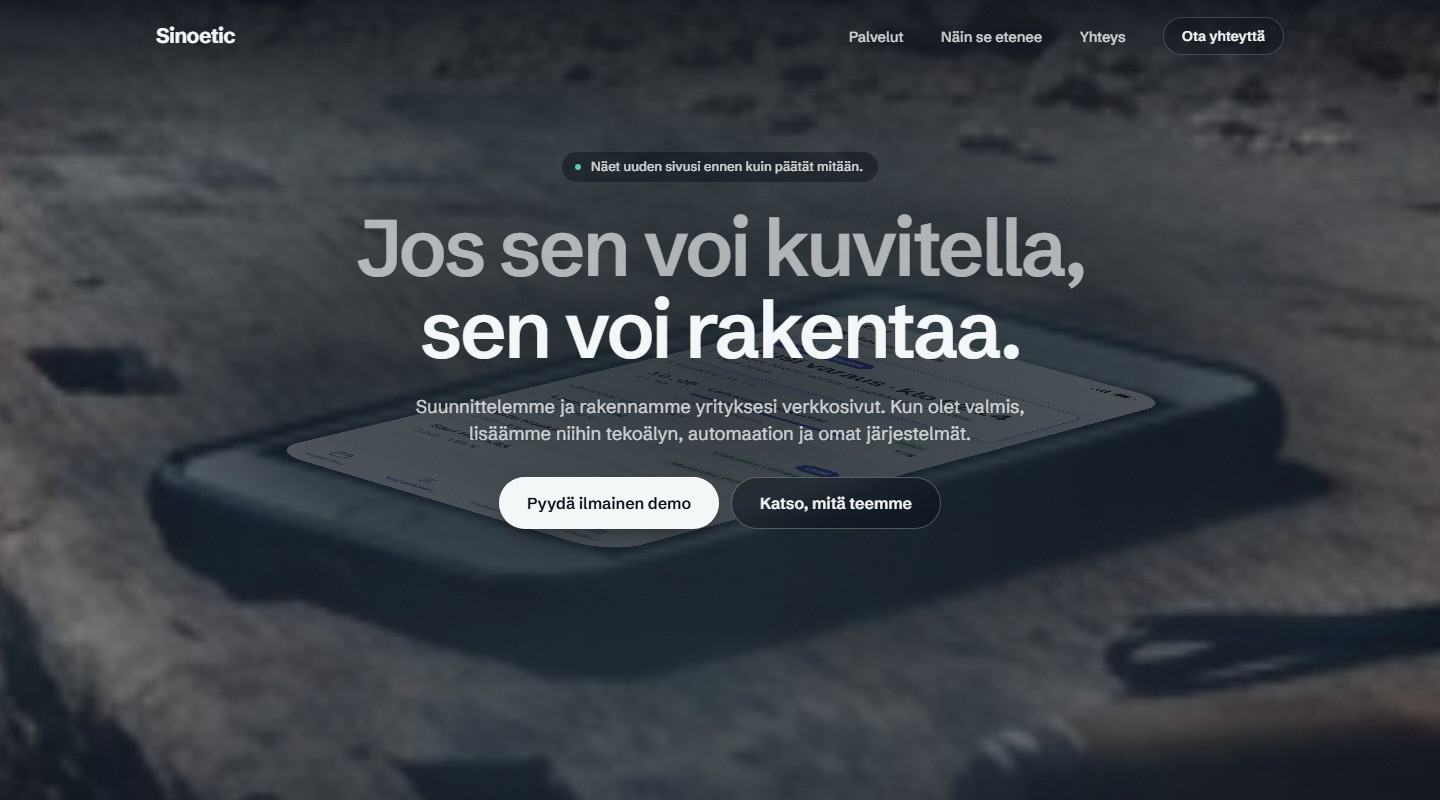 Sinoetic
Palvelut
Näin se etenee
Yhteys
Ota yhteyttä
Näet uuden sivusi ennen kuin päätät mitään.
Jos sen voi kuvitella,
sen voi rakentaa.
varaus · klo
Suunnittelemme ja rakennamme yrityksesi verkkosivut. Kun olet valmis,
lisäämme niihin tekoälyn, automaation ja omat järjestelmät.
Pyydä ilmainen demo
Katso, mitä teemme